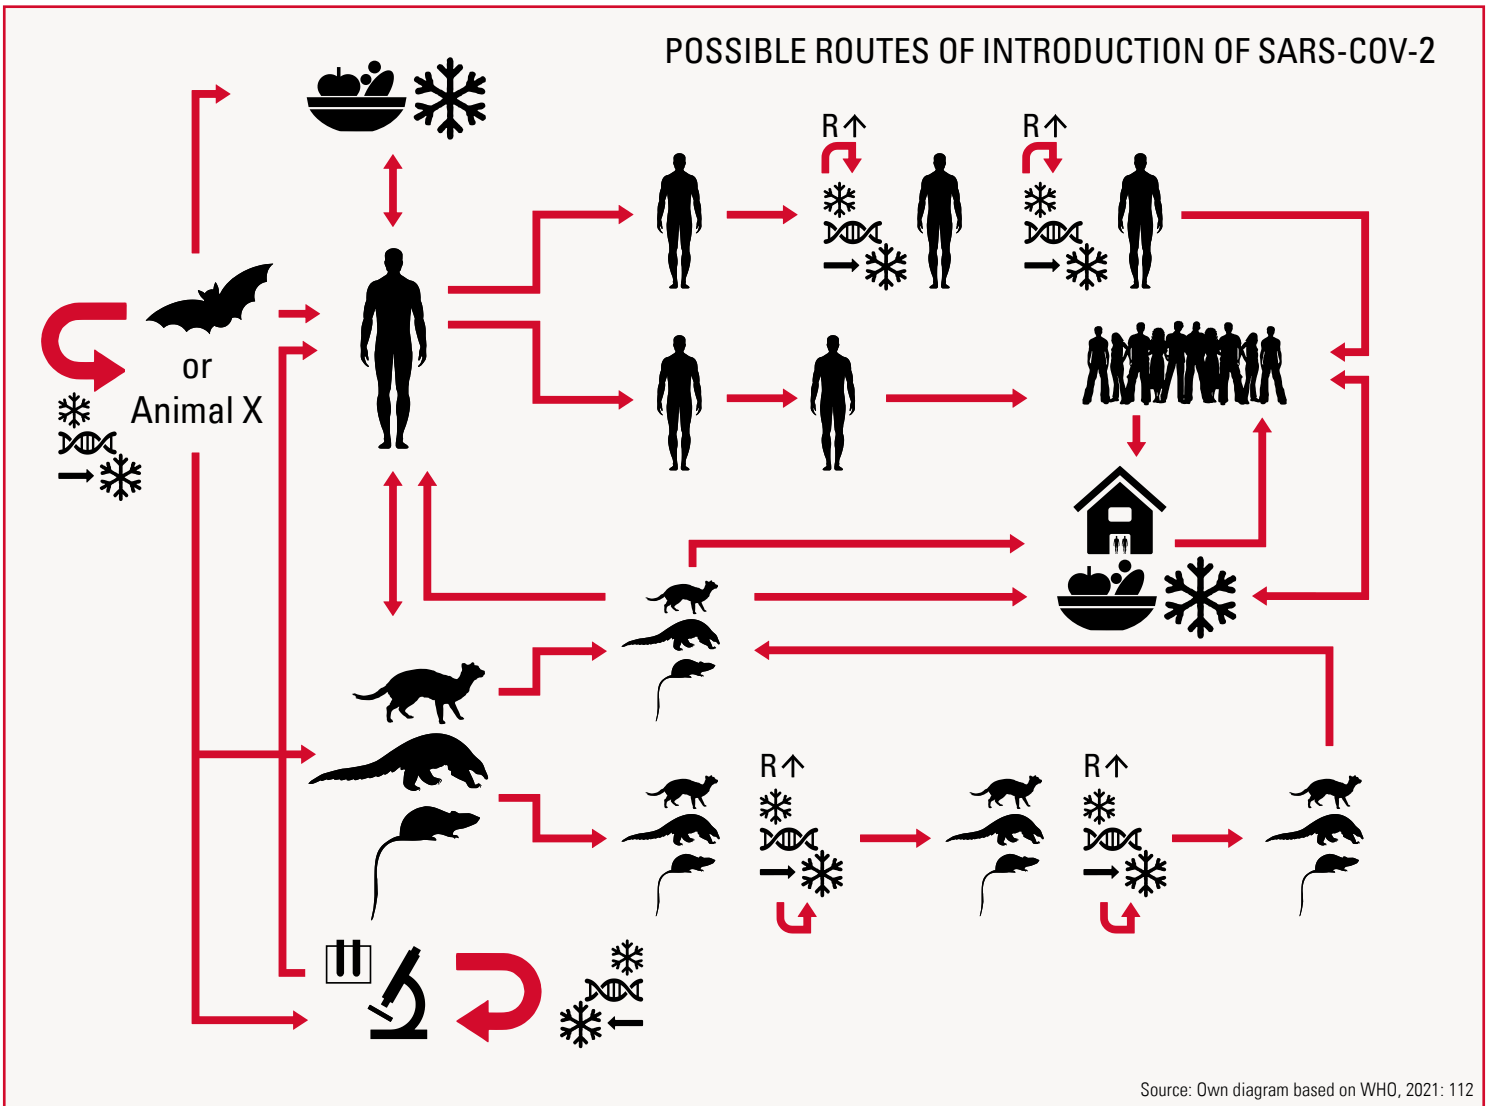 POSSIBLE ROUTES OF INTRODUCTION OF SARS-COV-2
R↑
R↑
or
Animal X
R↑
R↑
Source: Own diagram based on WHO, 2021: 112